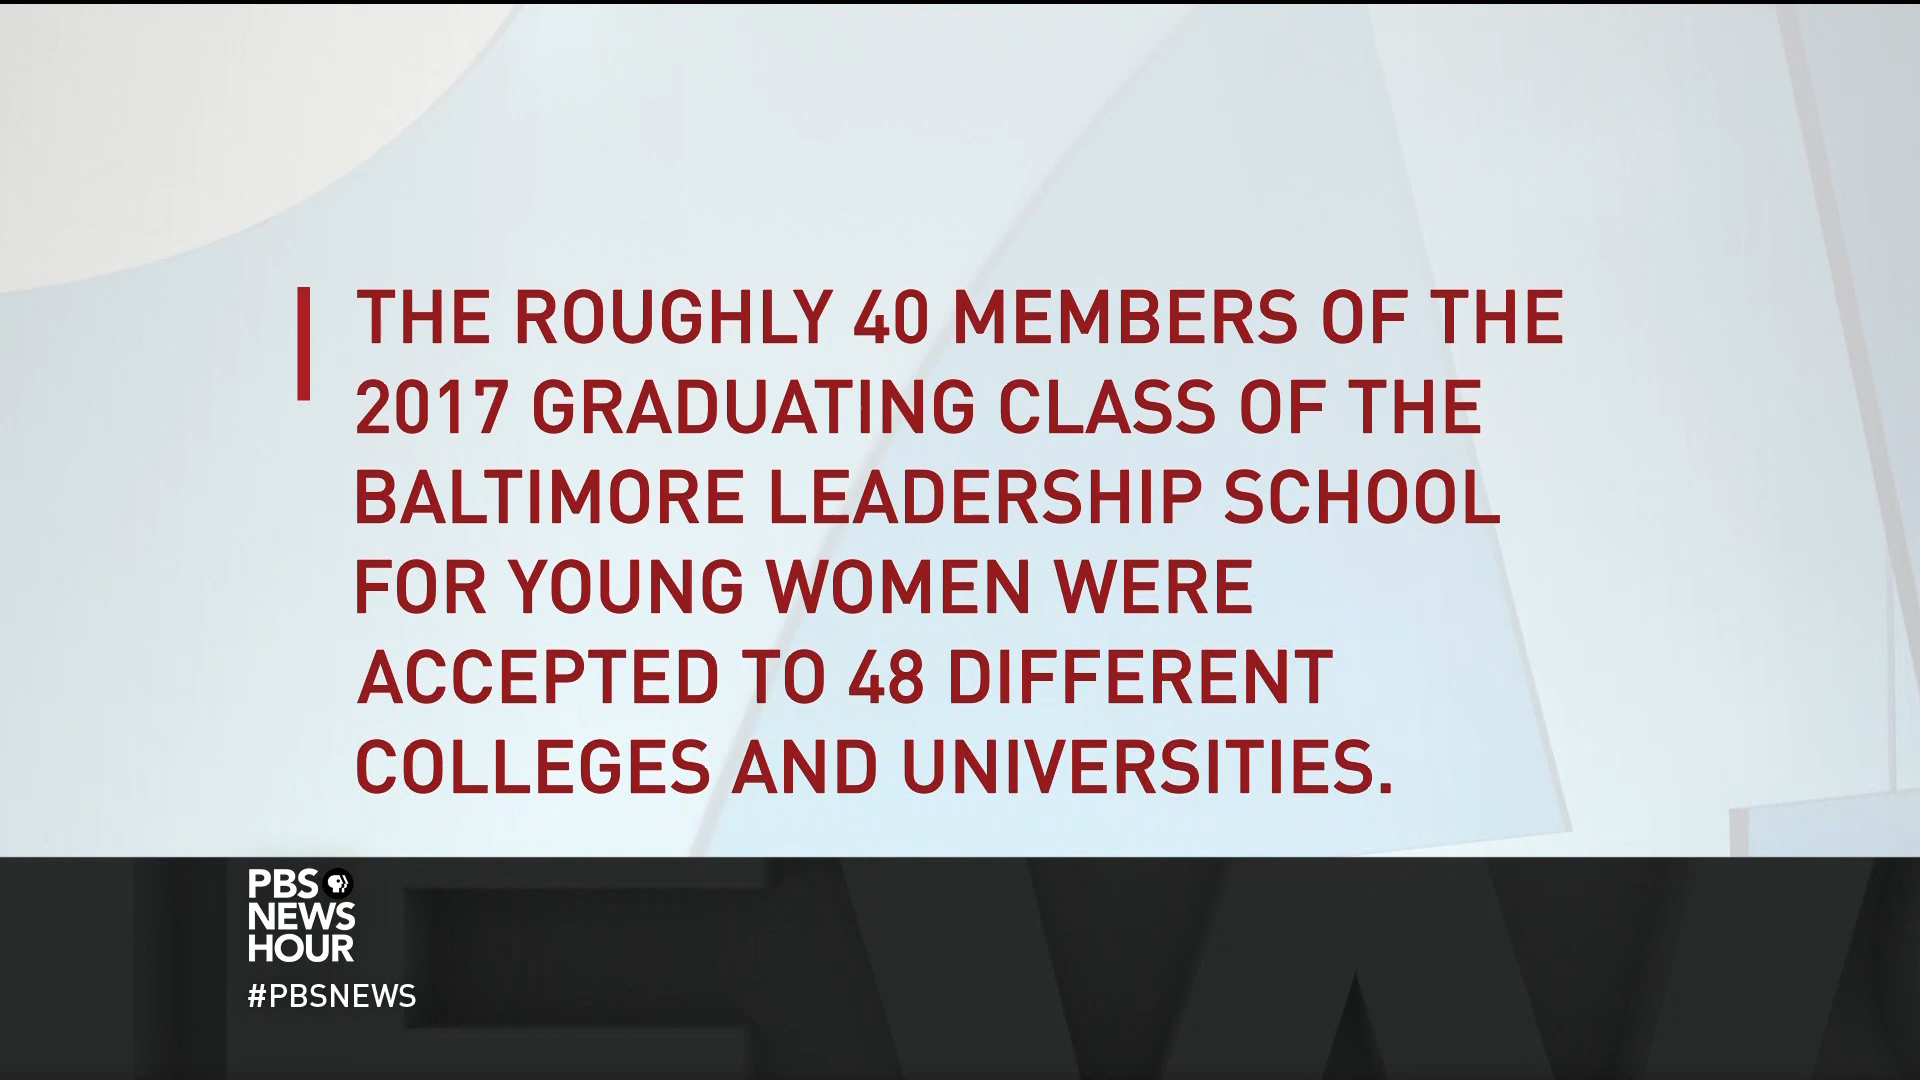 THE ROUGHLY 40 MEMBERS OF THE
2017 GRADUATING CLASS OF THE
BALTIMORE LEADERSHIP SCHOOL
FOR YOUNG WOMEN WERE
ACCEPTED TO 48 DIFFERENT
COLLEGES AND UNIVERSITIES.
PBS
NEWS
HOUR
#PBSNEWS